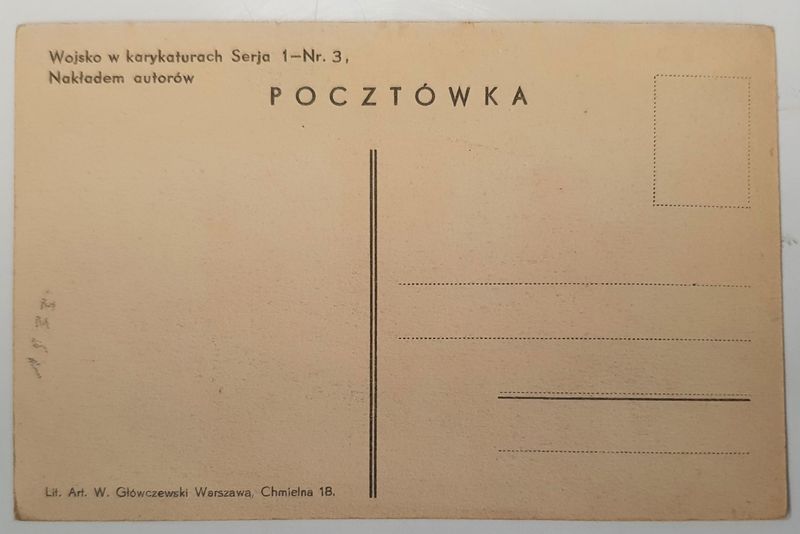 Wojsko w karykaturach Serja 1—Nr. 3,
Nakładem autorów
POCZTÓWKA
Lit. Art. W. Główczewski Warszawa, Chmielna 18.